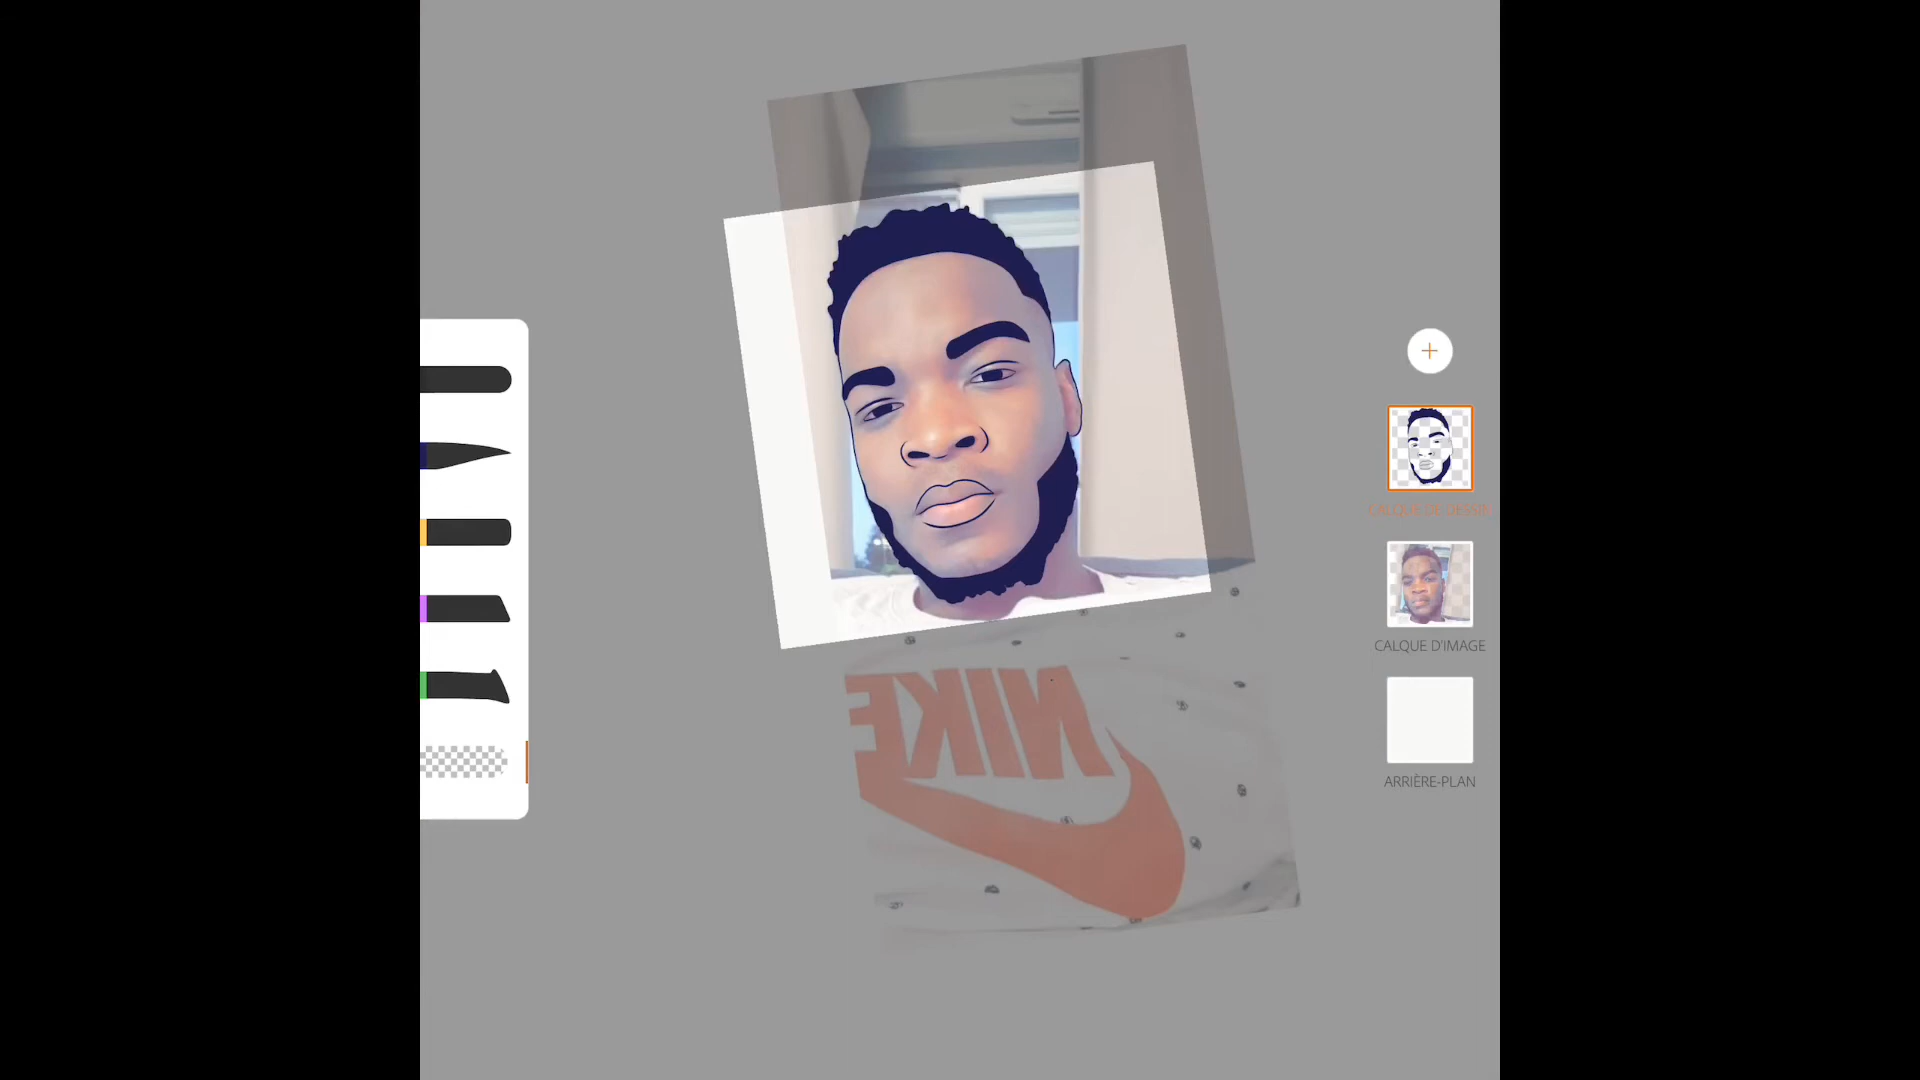 NIKE
CALQUE DE DESSIN
CALQUE D'IMAGE
ARRIÈRE-PLAN